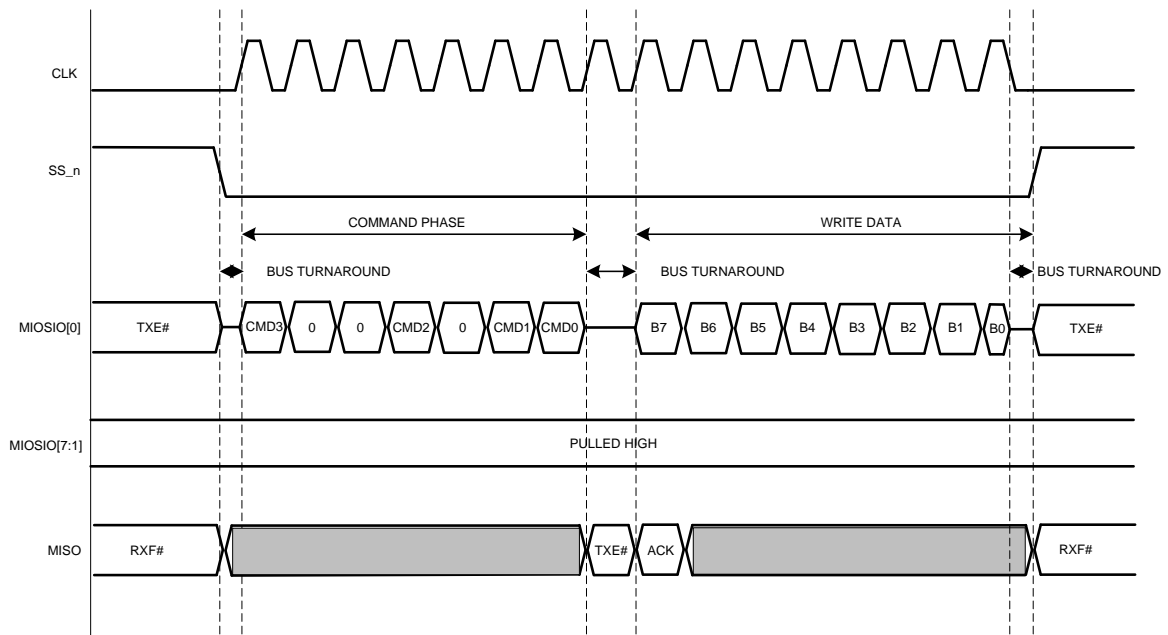 CLK
SS_n
COMMAND PHASE WRITE DATA
BUS TURNAROUND BUS TURNAROUND BUS TURNAROUND
MIOSIO[0] TXE# CMD3 0 0 CMD2 0 CMD1 CMD0 B7 B6 B5 B4 B3 B2 B1 B0 TXE#
MIOSIO[7:1] PULLED HIGH
MISO RXF# TXE# ACK RXF#